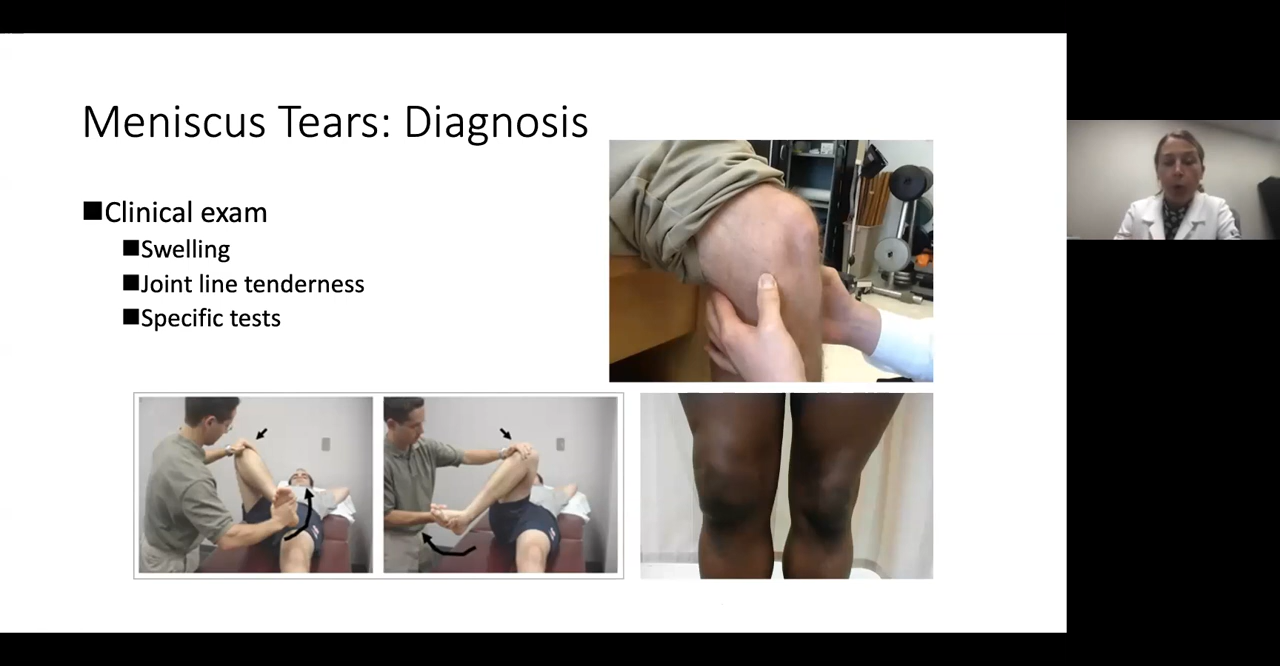 Meniscus Tears: Diagnosis
Clinical exam
Swelling
Joint line tenderness
Specific tests